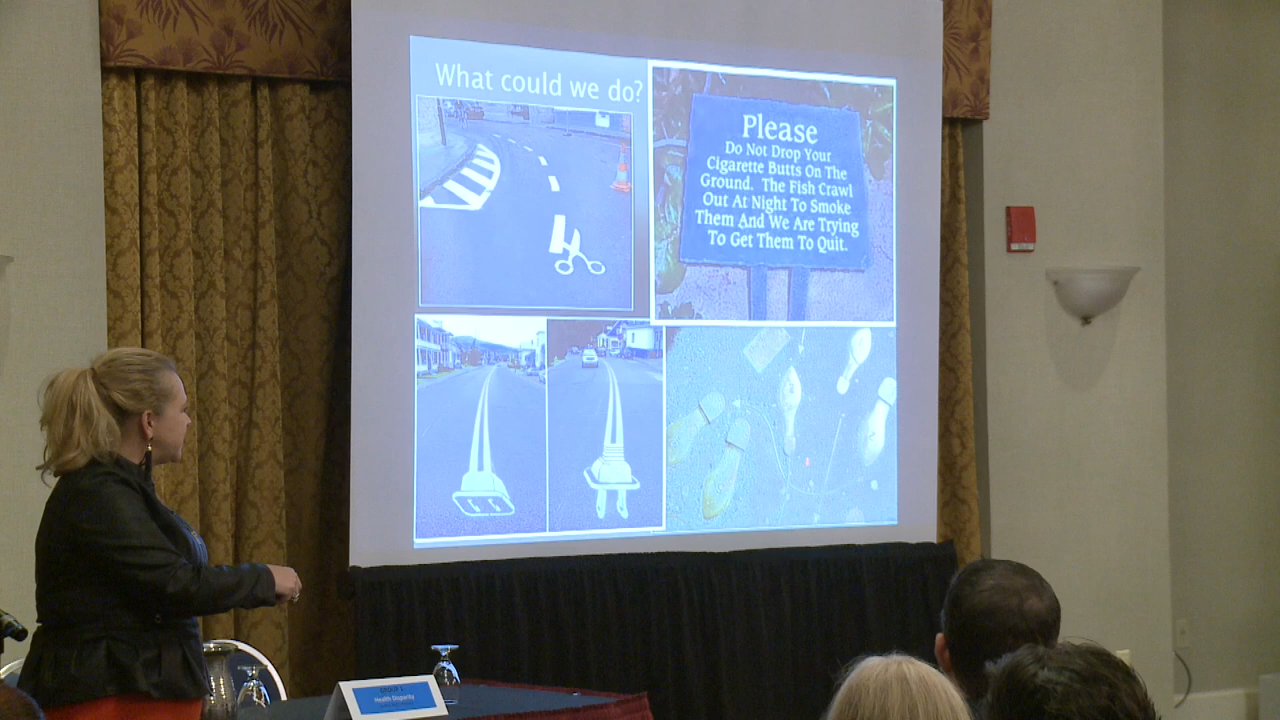 What could we do?
Please
Do Not Drop Your
Cigarette Butts On The
Ground. The Fish Crawl
Out At Night To Smoke
Them And We Are Trying
To Get Them To Quit.
Health Disparity